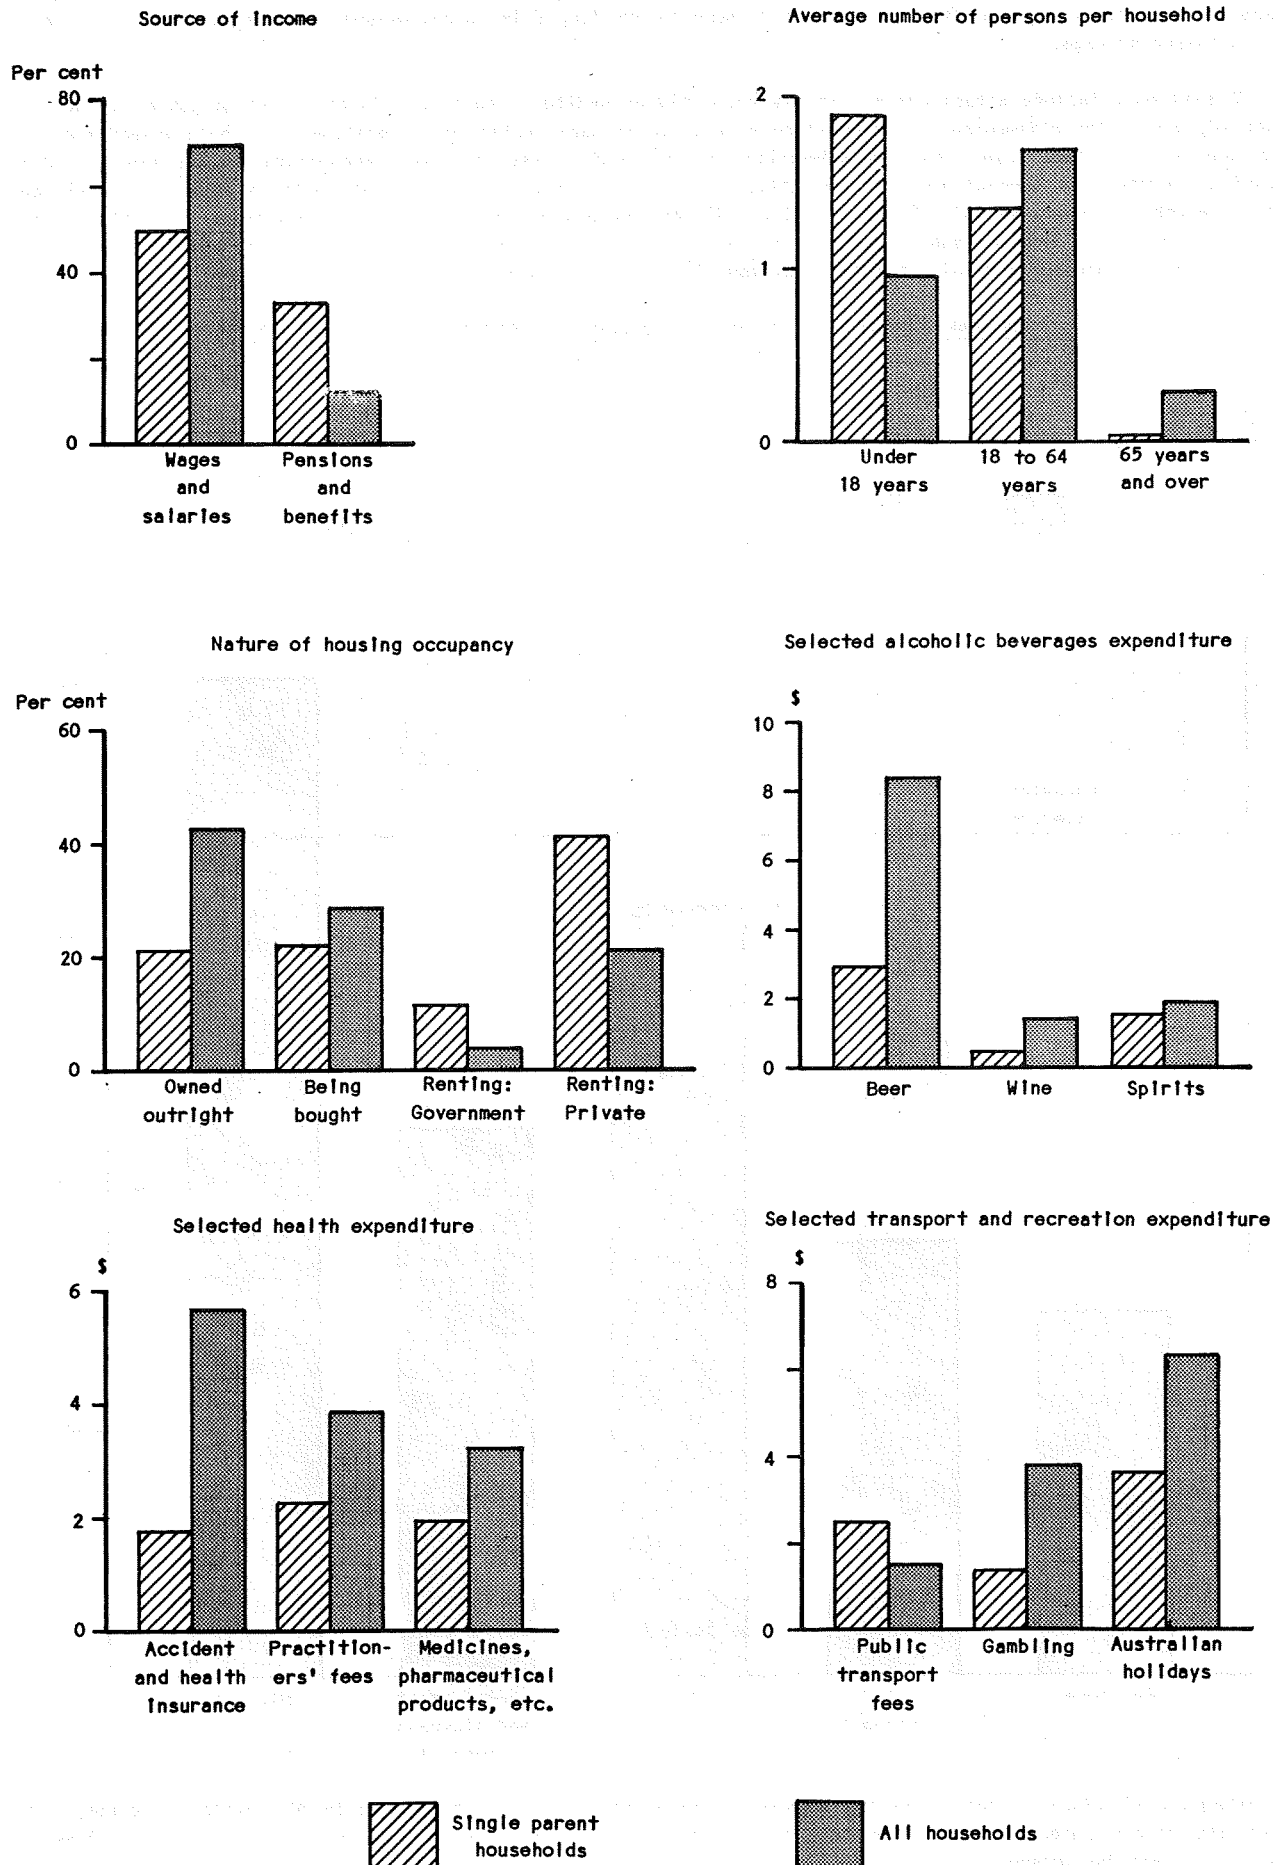 Source of income
Per cent
80
40
0
Wages
and
salaries
Pensions
and
benefits
Average number of persons per household
2
1
0
Under
18 years
18 to 64
years
65 years
and over
Nature of housing occupancy
Per cent
60
40
20
0
Owned
outright
Being
bought
Renting:
Government
Renting:
Private
Selected alcoholic beverages expenditure
$
10
8
6
4
2
0
Beer
Wine
Spirits
Selected health expenditure
$
6
4
2
0
Accident
and health
insurance
Practition-
ers' fees
Medicines,
pharmaceutical
products, etc.
Selected transport and recreation expenditure
$
8
4
0
Public
transport
fees
Gambling
Australian
holidays
Single parent
households
All households